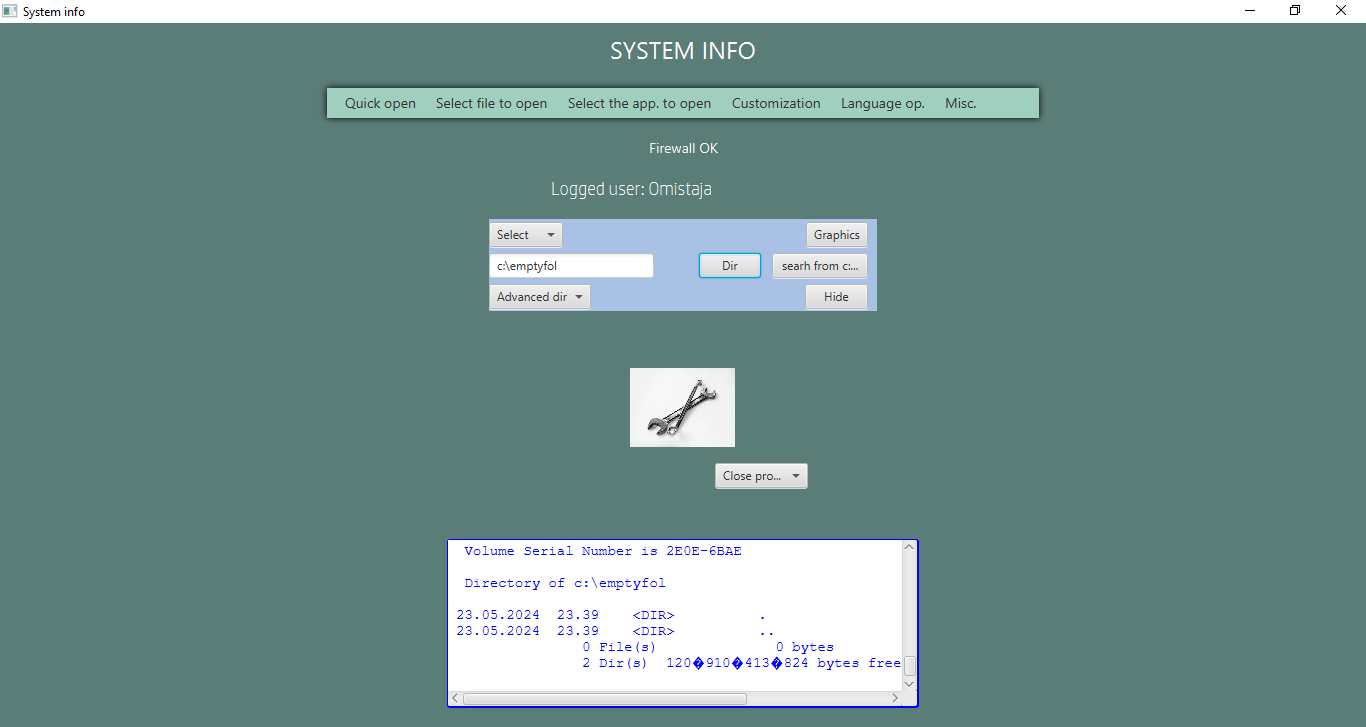 System info
SYSTEM INFO
Quick open Select file to open Select the app. to open Customization Language op. Misc.
Firewall OK
Logged user: Omistaja
Select Graphics
c:\emptyfol Dir searh from c:...
Advanced dir Hide
Close pro...
Volume Serial Number is 2E0E-6BAE
Directory of c:\emptyfol
23.05.2024 23.39 <DIR> .
23.05.2024 23.39 <DIR> ..
0 File(s) 0 bytes
2 Dir(s) 120�910�413�824 bytes free